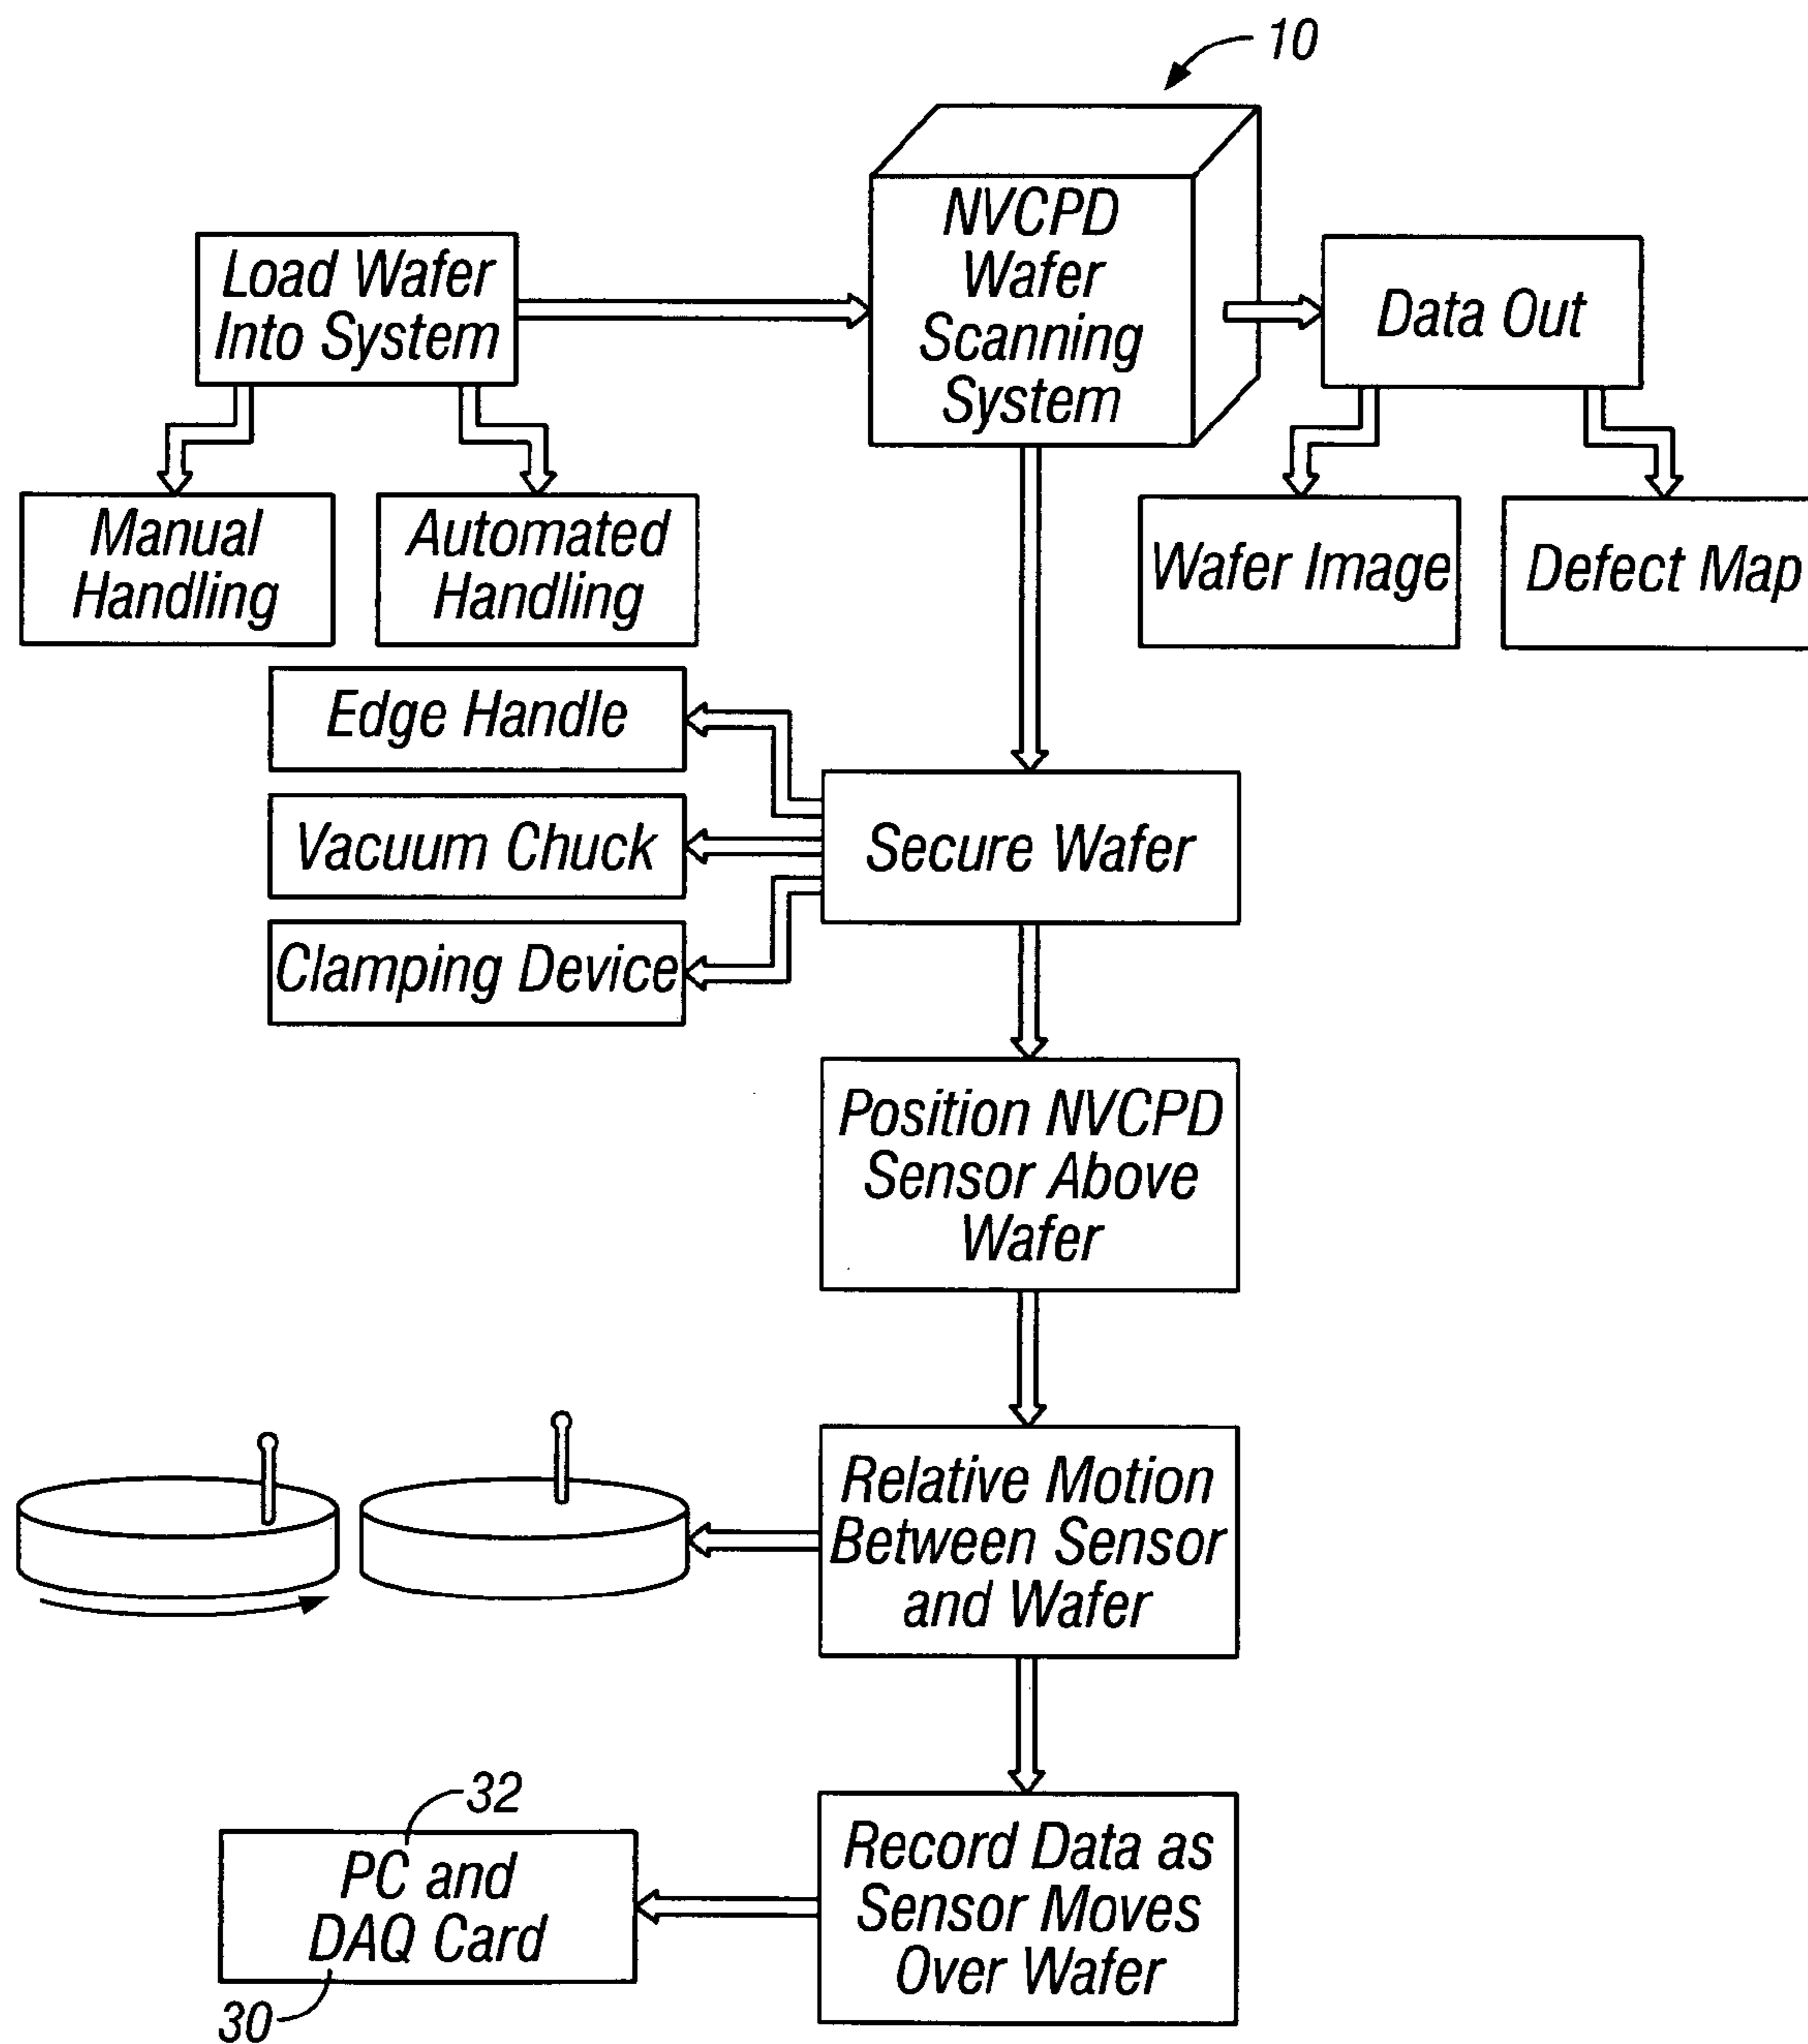 10
NVCPD
Wafer
Scanning
System
Load Wafer
Into System
Data Out
Manual
Handling
Automated
Handling
Wafer Image
Defect Map
Edge Handle
Vacuum Chuck
Clamping Device
Secure Wafer
Position NVCPD
Sensor Above
Wafer
Relative Motion
Between Sensor
and Wafer
Record Data as
Sensor Moves
Over Wafer
32
PC and
DAQ Card
30